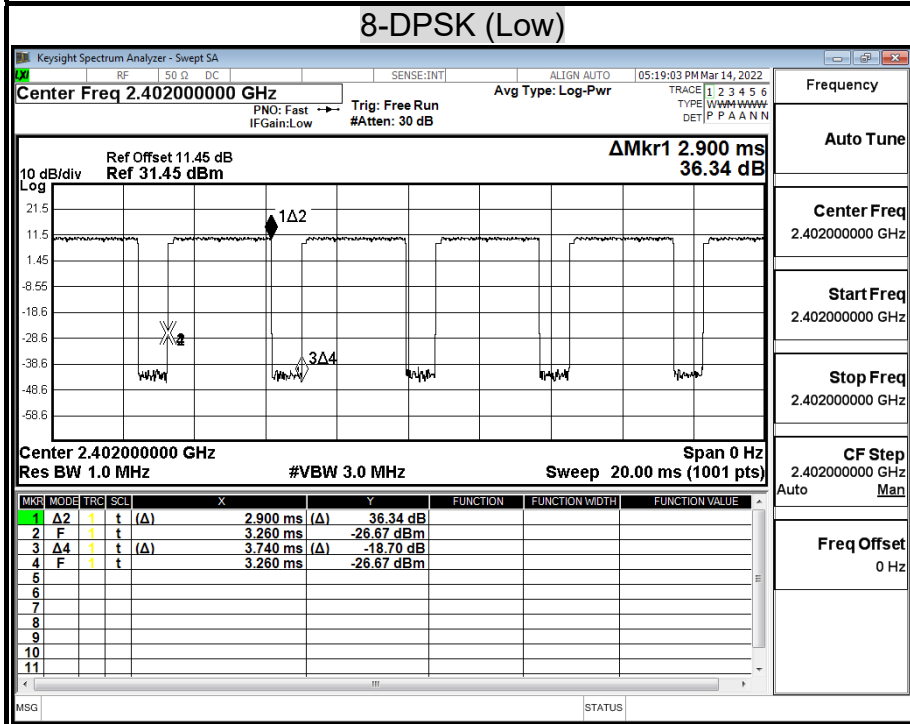 8-DPSK (Low)
Keysight Spectrum Analyzer - Swept SA
LXI RF 50 Ω DC SENSE:INT ALIGN AUTO 05:19:03 PM Mar 14, 2022
Center Freq 2.402000000 GHz
PNO: Fast
IFGain:Low
Trig: Free Run
#Atten: 30 dB
Avg Type: Log-Pwr
TRACE 1 2 3 4 5 6
TYPE WWMWWWW
DET P P A A N N
Ref Offset 11.45 dB
Ref 31.45 dBm
10 dB/div
Log
ΔMkr1 2.900 ms
36.34 dB
21.5
11.5
1.45
-8.55
-18.6
-28.6
-38.6
-48.6
-58.6
1Δ2
3Δ4
Center 2.402000000 GHz Span 0 Hz
Res BW 1.0 MHz #VBW 3.0 MHz Sweep 20.00 ms (1001 pts)
MKR MODE TRC SCL X Y FUNCTION FUNCTION WIDTH FUNCTION VALUE
1 Δ2 1 t (Δ) 2.900 ms (Δ) 36.34 dB
2 F 1 t 3.260 ms -26.67 dBm
3 Δ4 1 t (Δ) 3.740 ms (Δ) -18.70 dB
4 F 1 t 3.260 ms -26.67 dBm
5
6
7
8
9
10
11
MSG STATUS
Frequency
Auto Tune
Center Freq
2.402000000 GHz
Start Freq
2.402000000 GHz
Stop Freq
2.402000000 GHz
CF Step
2.402000000 GHz
Auto Man
Freq Offset
0 Hz